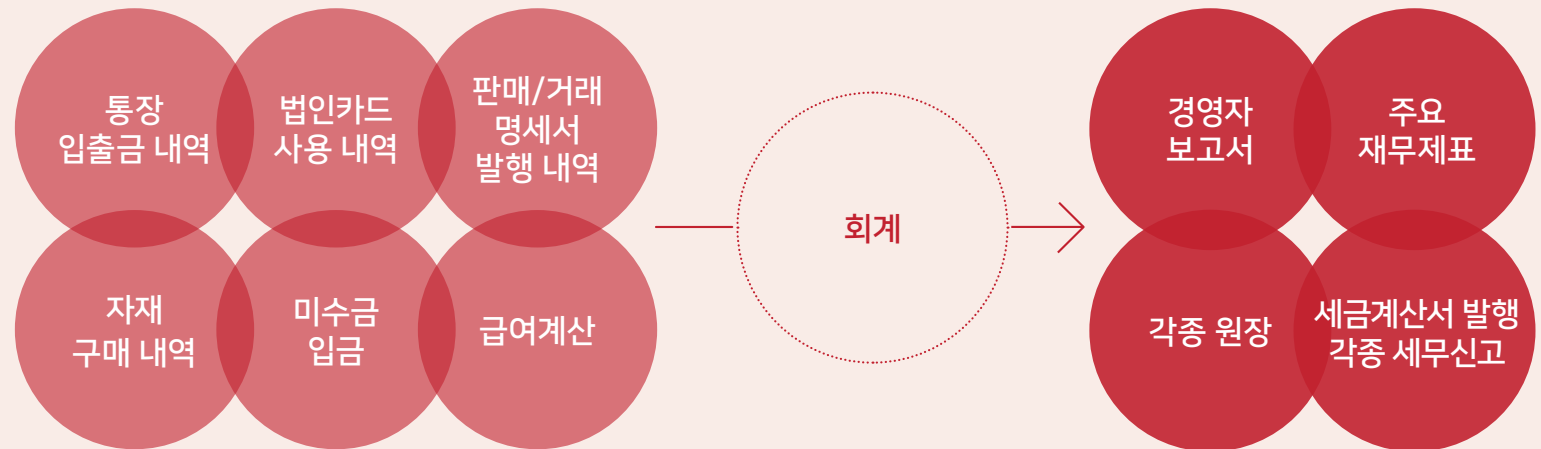 통장
입출금 내역
법인카드
사용 내역
판매/거래
명세서
발행 내역
자재
구매 내역
미수금
입금
급여계산
회계
경영자
보고서
주요
재무제표
각종 원장
세금계산서 발행
각종 세무신고